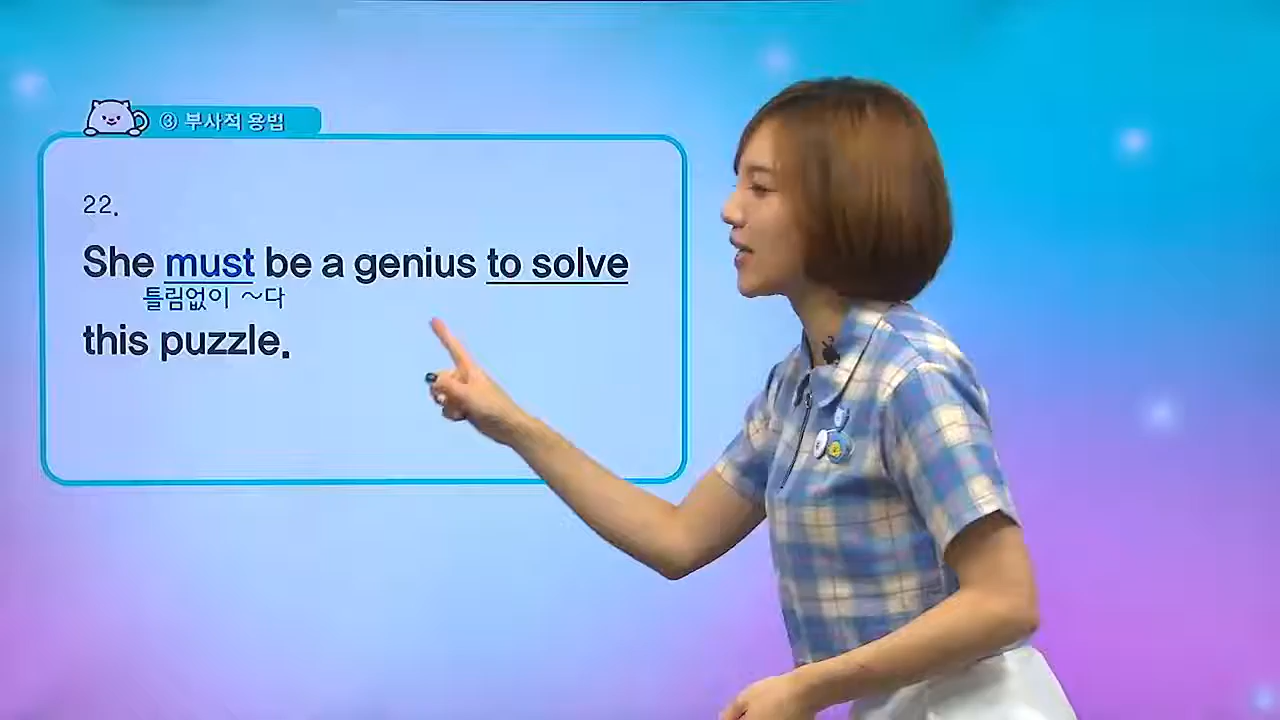 ③ 부사적 용법
22.
She must be a genius to solve
틀림없이 ~다
this puzzle.